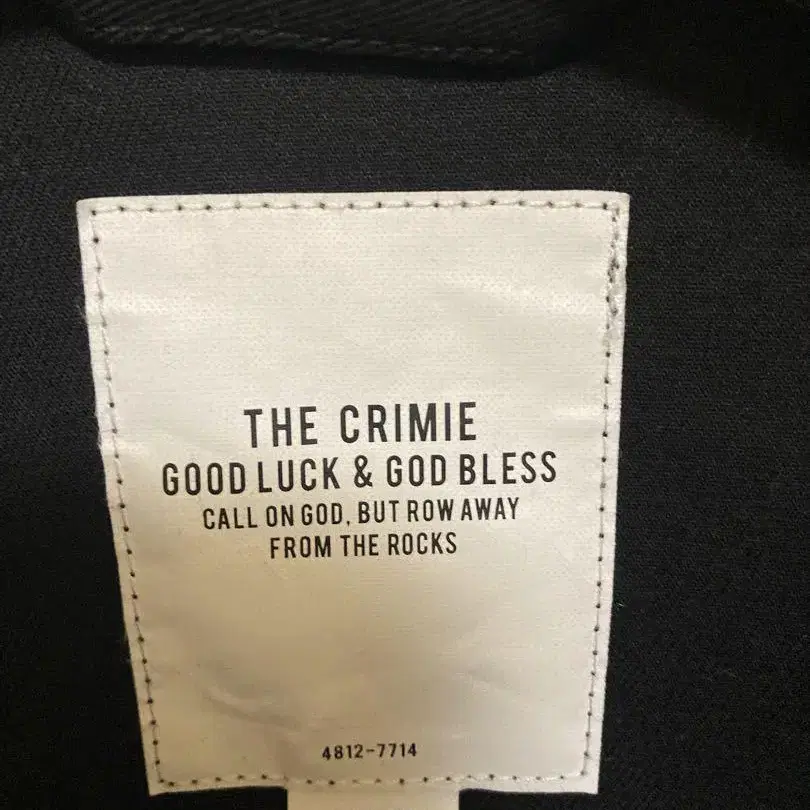 THE CRIMIE
GOOD LUCK & GOD BLESS
CALL ON GOD, BUT ROW AWAY
FROM THE ROCKS
4812-7714